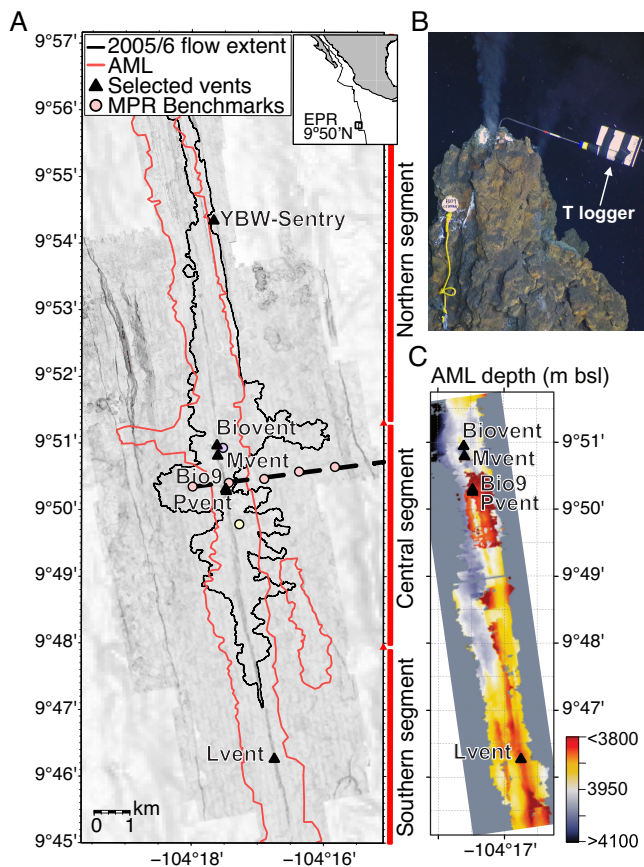 A
9°57'
9°56'
9°55'
9°54'
9°53'
9°52'
9°51'
9°50'
9°49'
9°48'
9°47'
9°46'
9°45'
2005/6 flow extent
AML
Selected vents
MPR Benchmarks
EPR
9°50'N
YBW-Sentry
Biovent
Mvent
Bio9
Pvent
Lvent
km
0 1
−104°18'
−104°16'
Northern segment
Central segment
Southern segment
B
T logger
C
AML depth (m bsl)
Biovent
Mvent
Bio9
Pvent
Lvent
9°51'
9°50'
9°49'
9°48'
9°47'
9°46'
<3800
3950
>4100
−104°17'